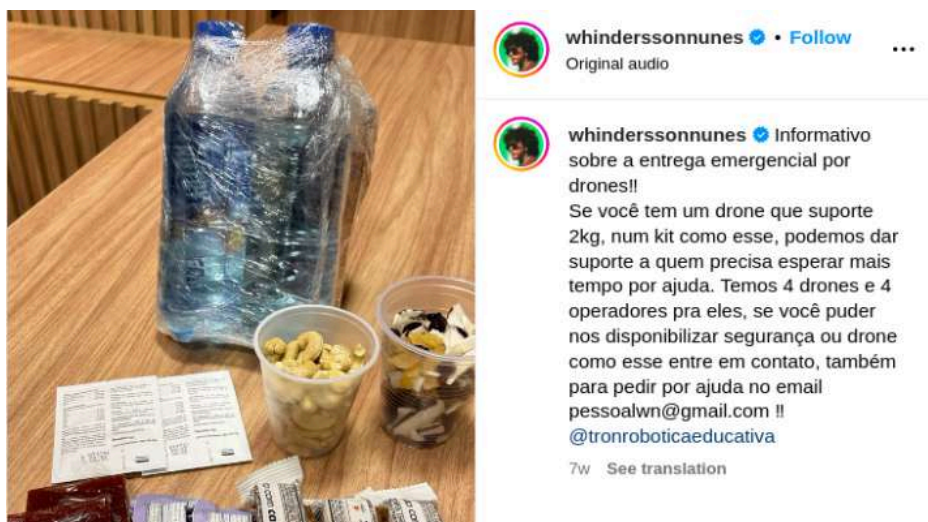 whinderssonnunes • Follow
Original audio
...
whinderssonnunes Informativo
sobre a entrega emergencial por
drones!!
Se você tem um drone que suporte
2kg, num kit como esse, podemos dar
suporte a quem precisa esperar mais
tempo por ajuda. Temos 4 drones e 4
operadores pra eles, se você puder
nos disponibilizar segurança ou drone
como esse entre em contato, também
para pedir por ajuda no email
pessoalwn@gmail.com !!
@tronroboticaeducativa
7w See translation